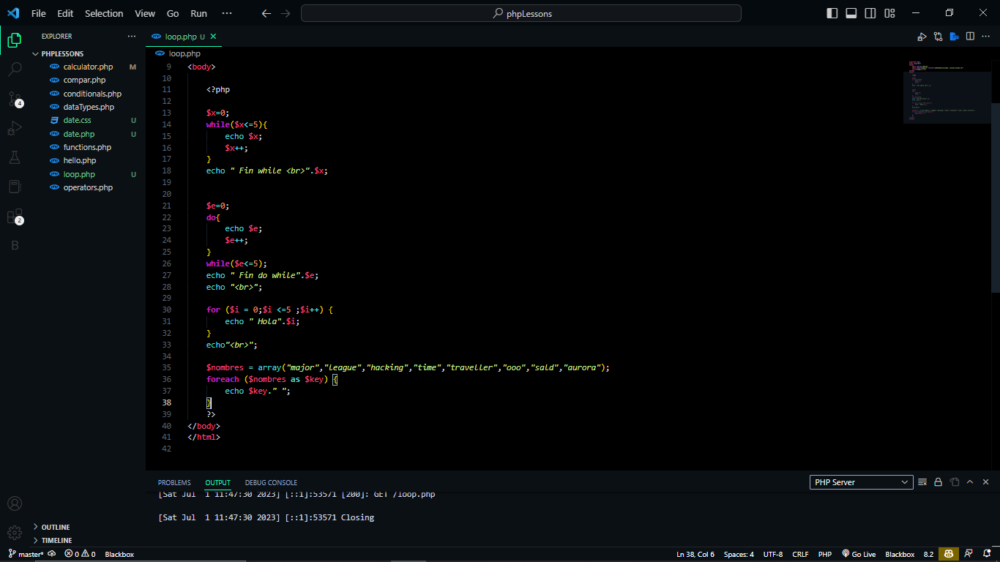 File Edit Selection View Go Run ··· phpLessons
EXPLORER ···
PHPLESSONS
calculator.php M
compar.php
conditionals.php
dataTypes.php
date.css U
date.php U
functions.php
hello.php
loop.php U
operators.php
4
2
B
OUTLINE
TIMELINE
loop.php U
loop.php
9 <body>
10
11 <?php
12
13 $x=0;
14 while($x<=5){
15 echo $x;
16 $x++;
17 }
18 echo " Fin while <br>".$x;
19
20
21 $e=0;
22 do{
23 echo $e;
24 $e++;
25 }
26 while($e<=5);
27 echo " Fin do while".$e;
28 echo "<br>";
29
30 for ($i = 0;$i <=5 ;$i++) {
31 echo " Hola".$i;
32 }
33 echo"<br>";
34
35 $nombres = array("major","league","hacking","time","traveller","ooo","sald","aurora");
36 foreach ($nombres as $key) {
37 echo $key." ";
38 }
39 ?>
40 </body>
41 </html>
42
PROBLEMS OUTPUT DEBUG CONSOLE PHP Server
[Sat Jul  1 11:47:30 2023] [::1]:53571 [200]: GET /loop.php
[Sat Jul  1 11:47:30 2023] [::1]:53571 Closing
master* 0 0 Blackbox Ln 38, Col 6 Spaces: 4 UTF-8 CRLF PHP Go Live Blackbox 8.2